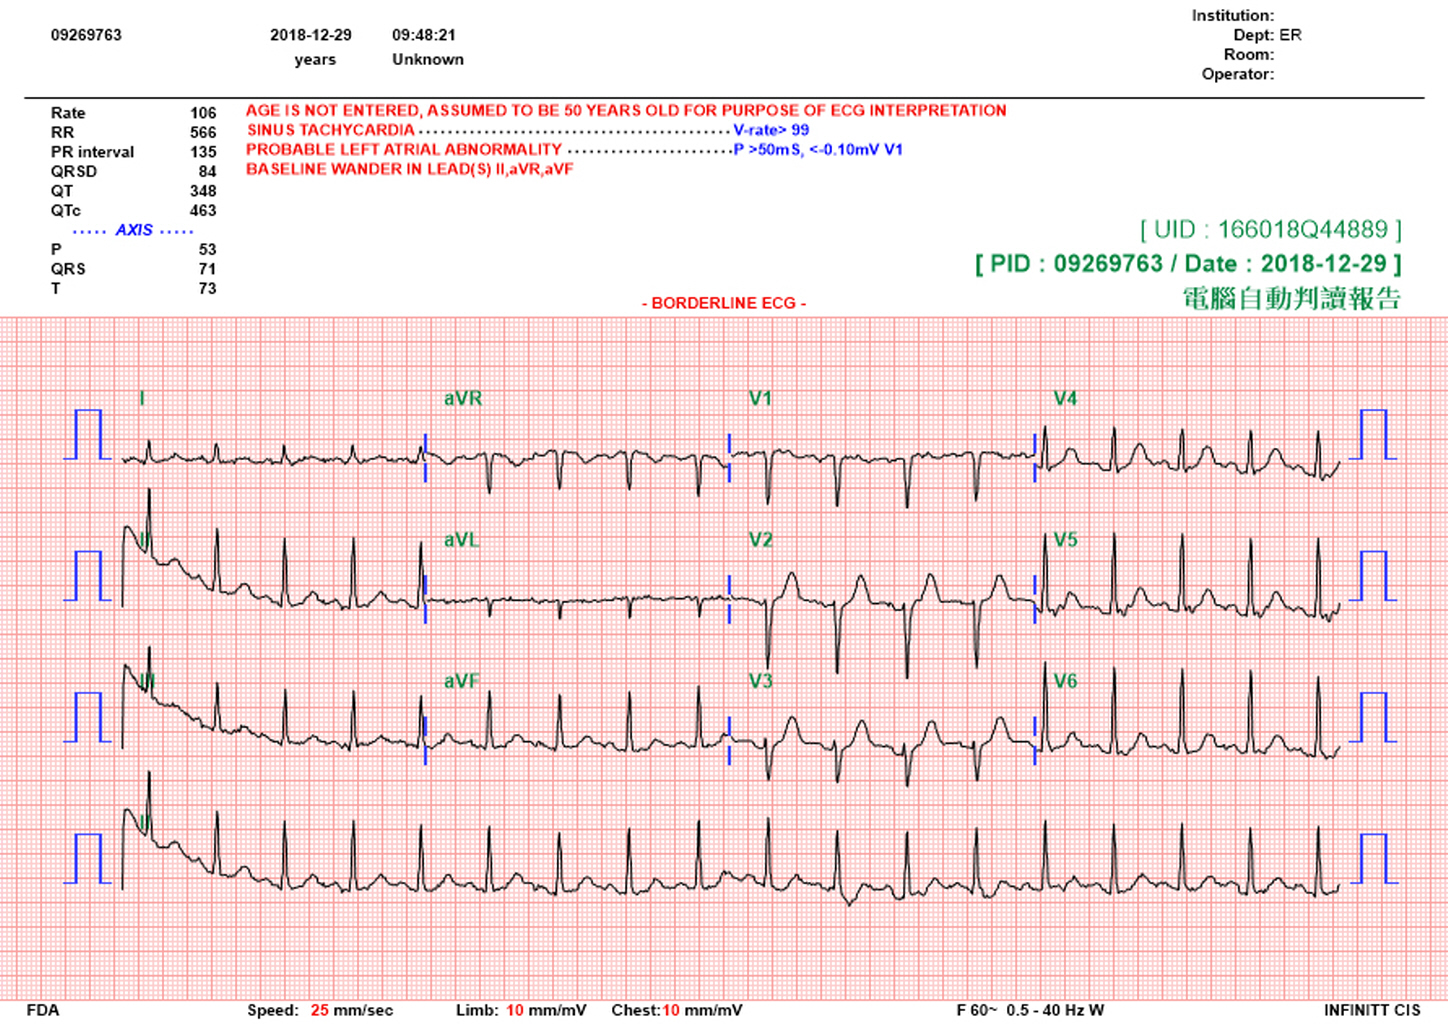 Institution:
09269763 2018-12-29 09:48:21 Dept: ER
years Unknown Room:
Operator:
Rate 106 AGE IS NOT ENTERED, ASSUMED TO BE 50 YEARS OLD FOR PURPOSE OF ECG INTERPRETATION
RR 566 SINUS TACHYCARDIA ........................................ V-rate> 99
PR interval 135 PROBABLE LEFT ATRIAL ABNORMALITY ....................... P >50mS, <-0.10mV V1
QRSD 84 BASELINE WANDER IN LEAD(S) II,aVR,aVF
QT 348
QTc 463
..... AXIS .....
P 53
QRS 71
T 73
[ UID : 166018Q44889 ]
[ PID : 09269763 / Date : 2018-12-29 ]
電腦自動判讀報告
- BORDERLINE ECG -
I aVR V1 V4
II aVL V2 V5
III aVF V3 V6
II
FDA Speed: 25 mm/sec Limb: 10 mm/mV Chest:10 mm/mV F 60~ 0.5 - 40 Hz W INFINITT CIS